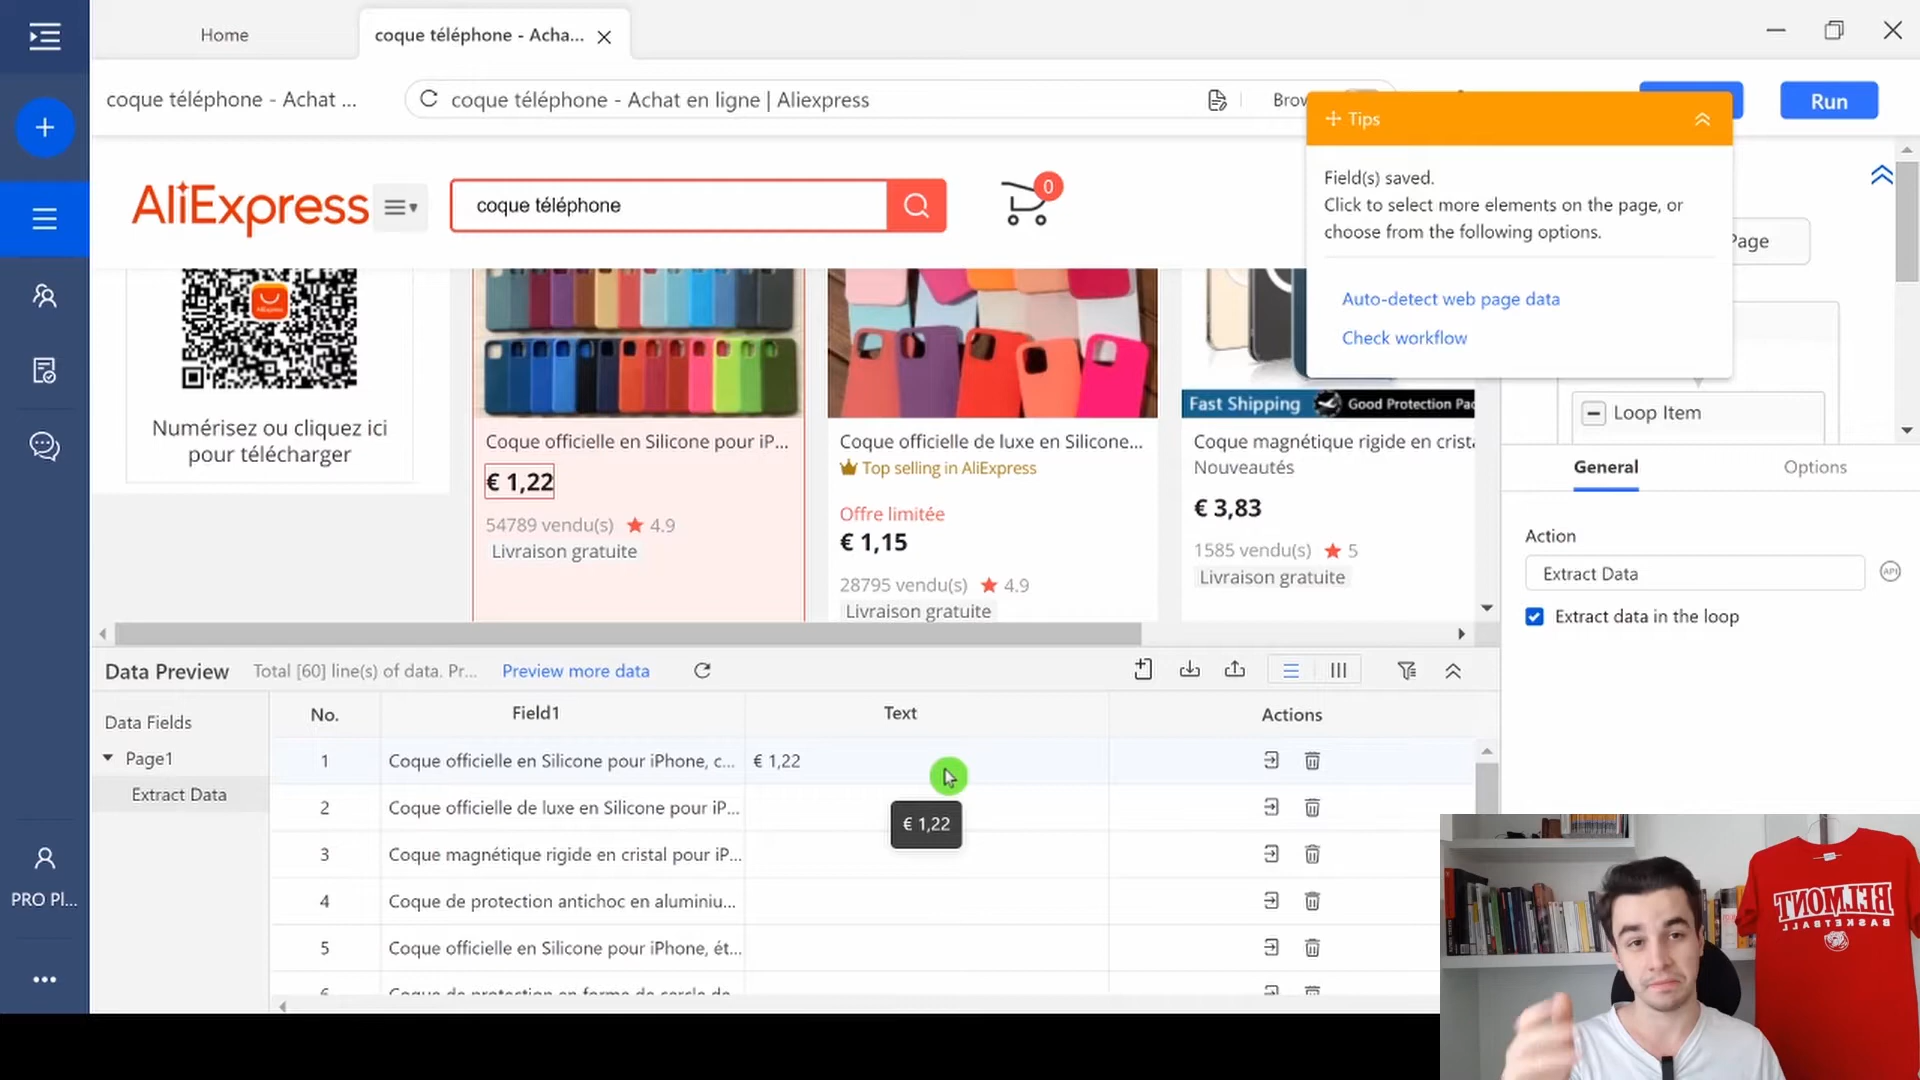 Home
coque téléphone - Acha...
coque téléphone - Achat ...
coque téléphone - Achat en ligne | Aliexpress
Run
Tips
Field(s) saved.
Click to select more elements on the page, or
choose from the following options.
Auto-detect web page data
Check workflow
AliExpress
coque téléphone
0
Numérisez ou cliquez ici
pour télécharger
Coque officielle en Silicone pour iP...
€ 1,22
54789 vendu(s) 4.9
Livraison gratuite
Coque officielle de luxe en Silicone...
Top selling in AliExpress
Offre limitée
€ 1,15
28795 vendu(s) 4.9
Livraison gratuite
Fast Shipping Good Protection
Coque magnétique rigide en
Nouveautés
€ 3,83
1585 vendu(s) 5
Livraison gratuite
Loop Item
General Options
Action
Extract Data
API
Extract data in the loop
Data Preview Total [60] line(s) of data. Pr... Preview more data
Data Fields
Page1
Extract Data
No. Field1 Text Actions
1 Coque officielle en Silicone pour iPhone, c... € 1,22
2 Coque officielle de luxe en Silicone pour iP...
€ 1,22
3 Coque magnétique rigide en cristal pour iP...
4 Coque de protection antichoc en aluminiu...
5 Coque officielle en Silicone pour iPhone, ét...
PRO Pl...
BELMONT
BASKETBALL